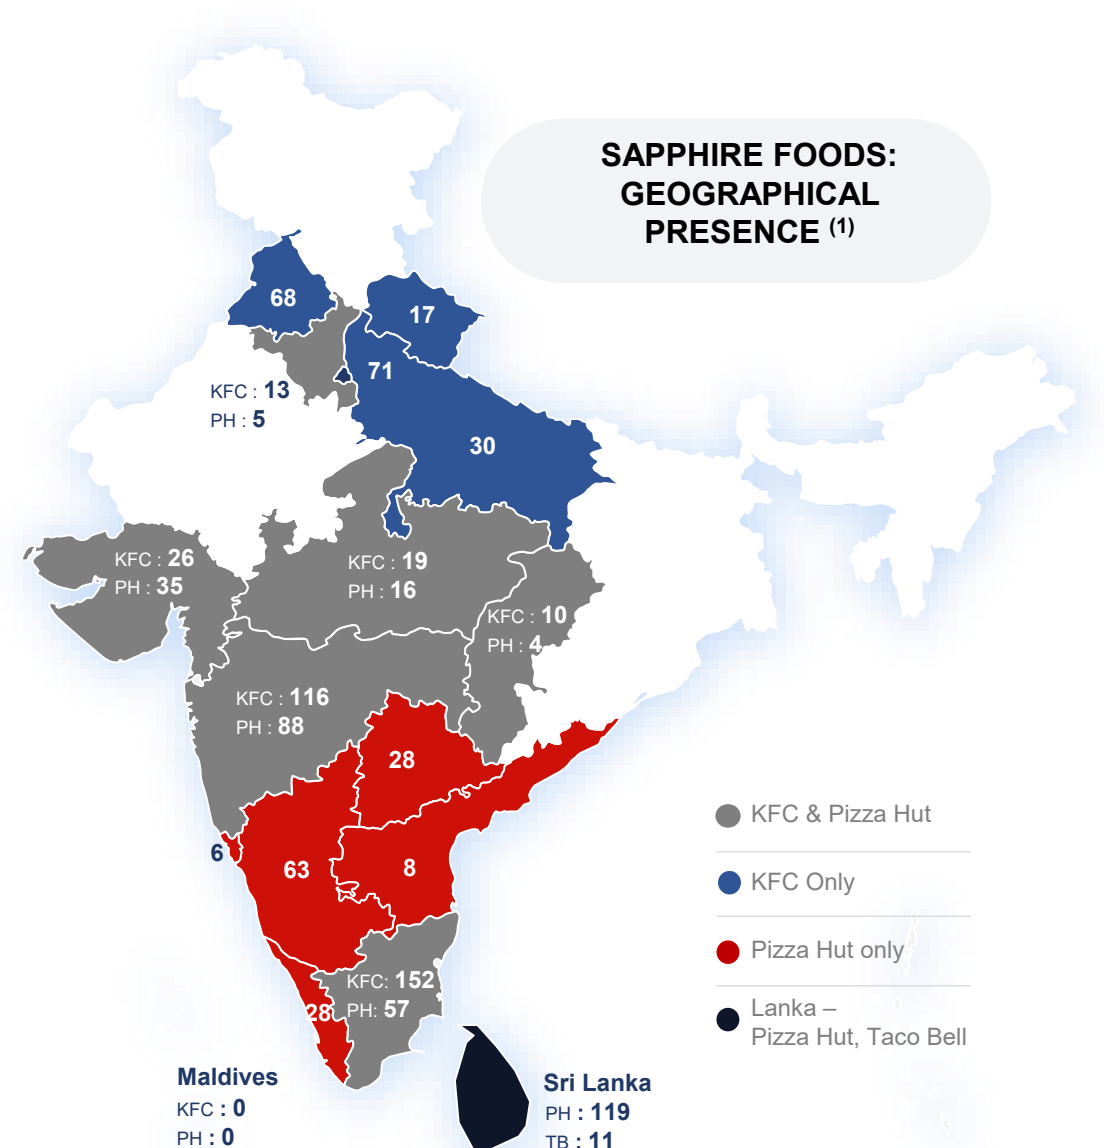 SAPPHIRE FOODS:
GEOGRAPHICAL
PRESENCE (1)
68
17
71
KFC : 13
PH : 5
30
KFC : 26
PH : 35
KFC : 19
PH : 16
KFC : 10
PH : 4
KFC : 116
PH : 88
28
6
63
8
KFC: 152
PH: 57
28
KFC & Pizza Hut
KFC Only
Pizza Hut only
Lanka –
Pizza Hut, Taco Bell
Maldives
KFC : 0
PH : 0
Sri Lanka
PH : 119
TB : 11